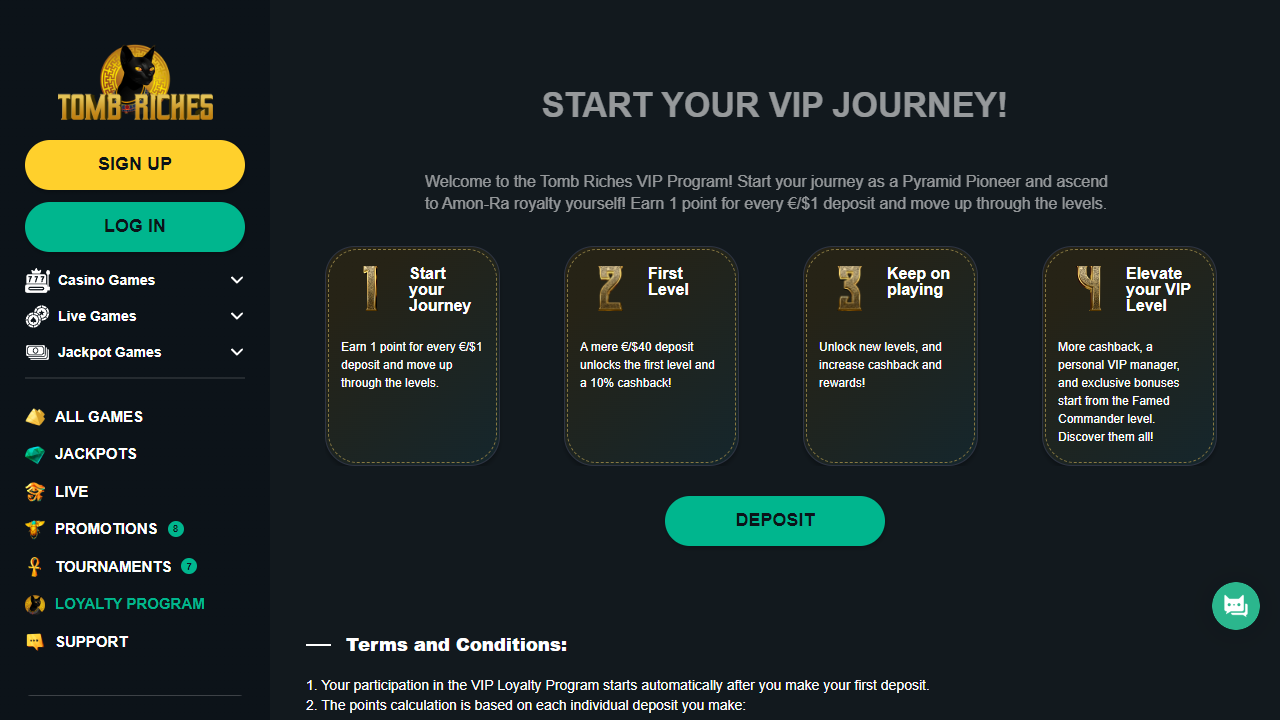 TOMB RICHES
SIGN UP
LOG IN
Casino Games
Live Games
Jackpot Games
ALL GAMES
JACKPOTS
LIVE
PROMOTIONS 8
TOURNAMENTS 7
LOYALTY PROGRAM
SUPPORT
START YOUR VIP JOURNEY!
Welcome to the Tomb Riches VIP Program! Start your journey as a Pyramid Pioneer and ascend
to Amon-Ra royalty yourself! Earn 1 point for every €/$1 deposit and move up through the levels.
1
Start
your
Journey
Earn 1 point for every €/$1
deposit and move up
through the levels.
2
First
Level
A mere €/$40 deposit
unlocks the first level and
a 10% cashback!
3
Keep on
playing
Unlock new levels, and
increase cashback and
rewards!
4
Elevate
your VIP
Level
More cashback, a
personal VIP manager,
and exclusive bonuses
start from the Famed
Commander level.
Discover them all!
DEPOSIT
Terms and Conditions:
1. Your participation in the VIP Loyalty Program starts automatically after you make your first deposit.
2. The points calculation is based on each individual deposit you make: